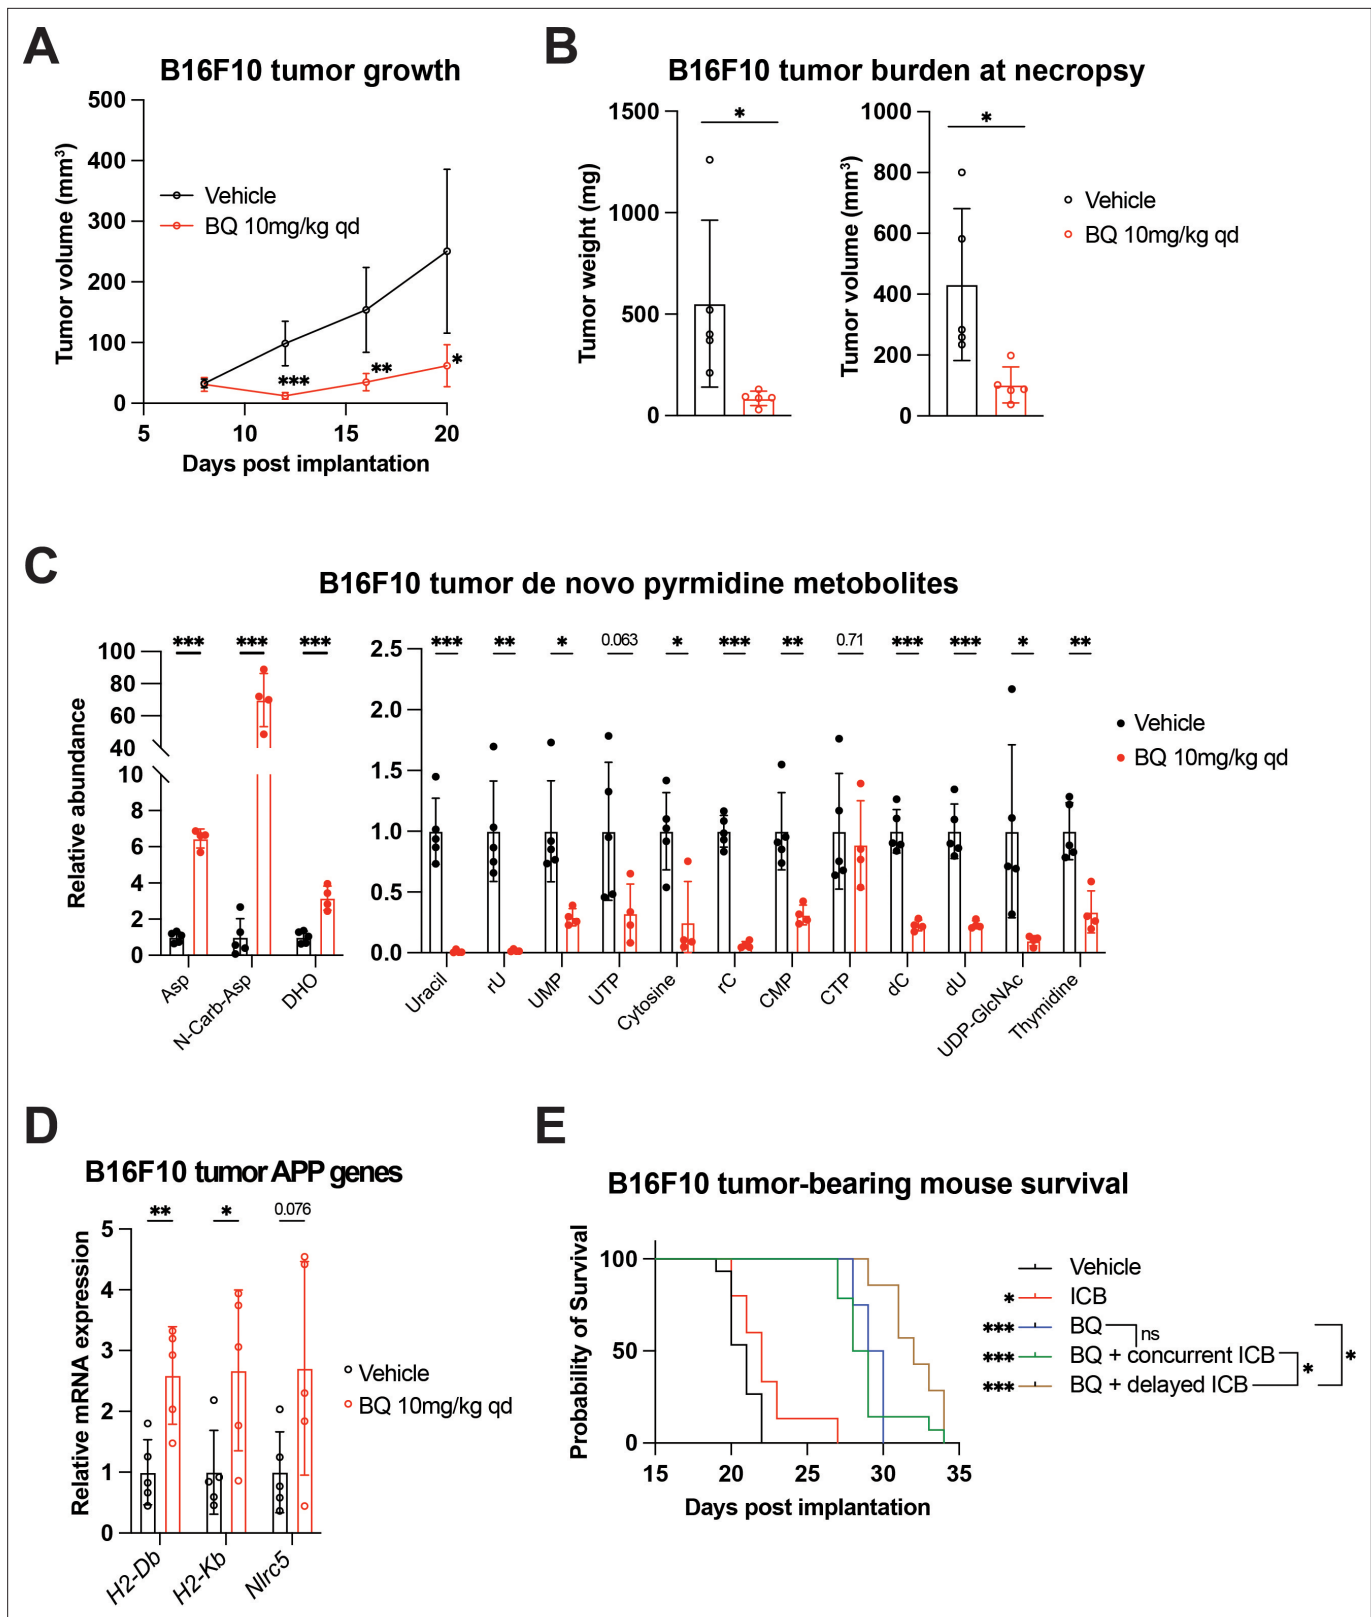 A
B16F10 tumor growth
Tumor volume (mm³)
500
400
300
200
100
0
5
10
15
20
Days post implantation
Vehicle
BQ 10mg/kg qd
***
**
*
B
B16F10 tumor burden at necropsy
Tumor weight (mg)
1500
1000
500
0
*
Tumor volume (mm³)
1000
800
600
400
200
0
*
Vehicle
BQ 10mg/kg qd
C
B16F10 tumor de novo pyrmidine metobolites
Relative abundance
100
80
60
40
10
8
6
4
2
0
*** *** ***
Asp
N-Carb-Asp
DHO
2.5
2.0
1.5
1.0
0.5
0.0
*** ** * 0.063 * *** ** 0.71 *** *** * **
Uracil
rU
UMP
UTP
Cytosine
rC
CMP
CTP
dC
dU
UDP-GlcNAc
Thymidine
Vehicle
BQ 10mg/kg qd
D
B16F10 tumor APP genes
Relative mRNA expression
5
4
3
2
1
0
** * 0.076
H2-Db
H2-Kb
Nlrc5
Vehicle
BQ 10mg/kg qd
E
B16F10 tumor-bearing mouse survival
Probability of Survival
100
50
0
15
20
25
30
35
Days post implantation
Vehicle
* ICB
*** BQ
ns
*** BQ + concurrent ICB
*** BQ + delayed ICB
*
*